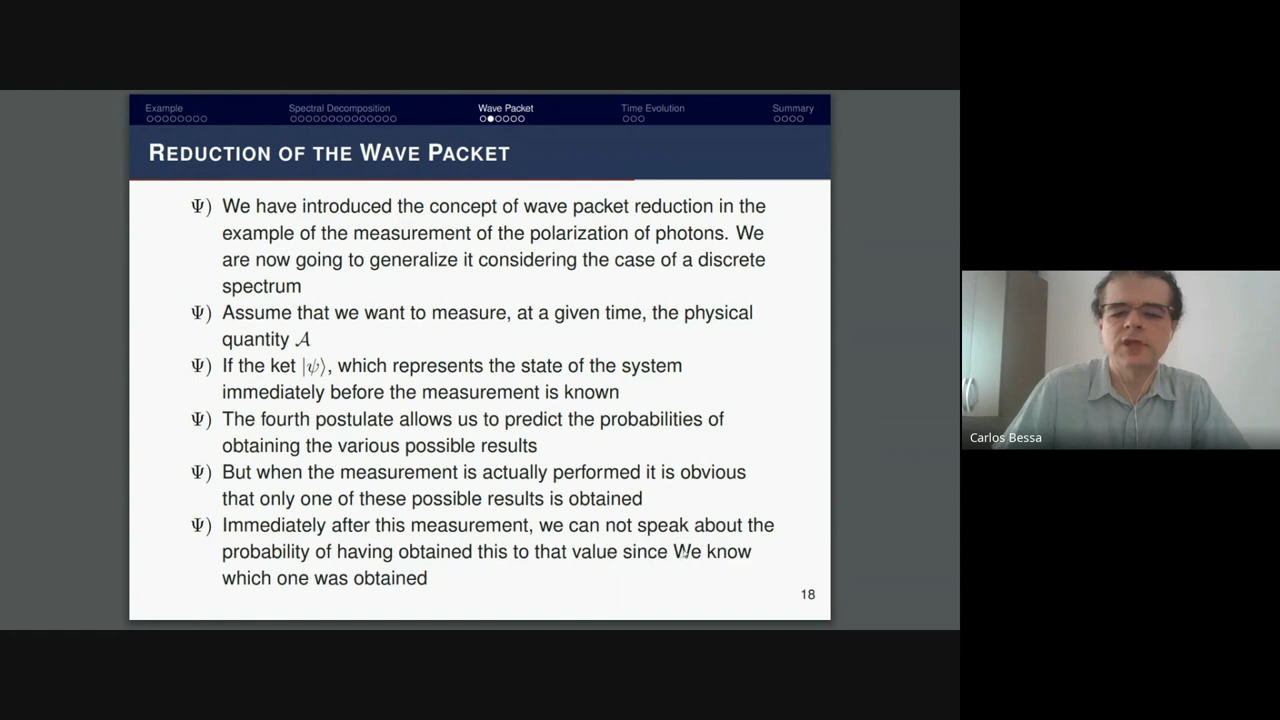 Example Spectral Decomposition Wave Packet Time Evolution Summary
REDUCTION OF THE WAVE PACKET
Ψ) We have introduced the concept of wave packet reduction in the
example of the measurement of the polarization of photons. We
are now going to generalize it considering the case of a discrete
spectrum
Ψ) Assume that we want to measure, at a given time, the physical
quantity 𝒜
Ψ) If the ket |ψ⟩, which represents the state of the system
immediately before the measurement is known
Ψ) The fourth postulate allows us to predict the probabilities of
obtaining the various possible results
Ψ) But when the measurement is actually performed it is obvious
that only one of these possible results is obtained
Ψ) Immediately after this measurement, we can not speak about the
probability of having obtained this to that value since We know
which one was obtained
18
Carlos Bessa